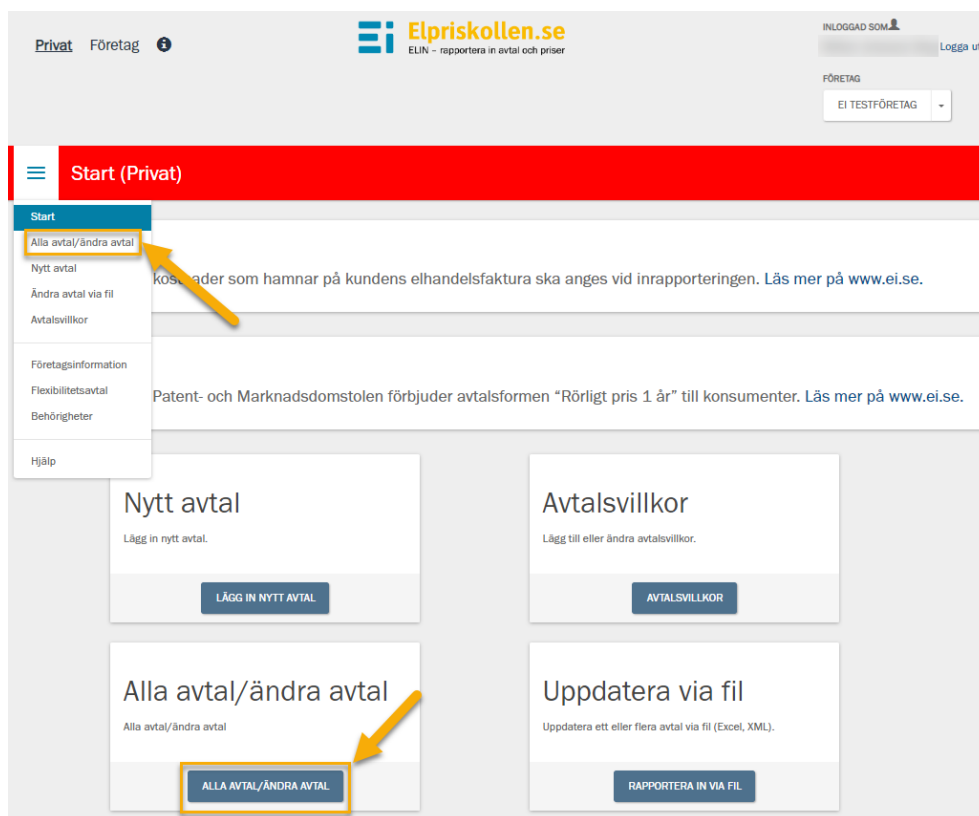 Privat Företag
Elpriskollen.se
ELIN – rapportera in avtal och priser
INLOGGAD SOM
Logga ut
FÖRETAG
EI TESTFÖRETAG
Start (Privat)
Start
Alla avtal/ändra avtal
Nytt avtal
Ändra avtal via fil
Avtalsvillkor
Företagsinformation
Flexibilitetsavtal
Behörigheter
Hjälp
kostnader som hamnar på kundens elhandelsfaktura ska anges vid inrapporteringen. Läs mer på www.ei.se.
Patent- och Marknadsdomstolen förbjuder avtalsformen “Rörligt pris 1 år” till konsumenter. Läs mer på www.ei.se.
Nytt avtal
Lägg in nytt avtal.
LÄGG IN NYTT AVTAL
Avtalsvillkor
Lägg till eller ändra avtalsvillkor.
AVTALSVILLKOR
Alla avtal/ändra avtal
Alla avtal/ändra avtal
ALLA AVTAL/ÄNDRA AVTAL
Uppdatera via fil
Uppdatera ett eller flera avtal via fil (Excel, XML).
RAPPORTERA IN VIA FIL